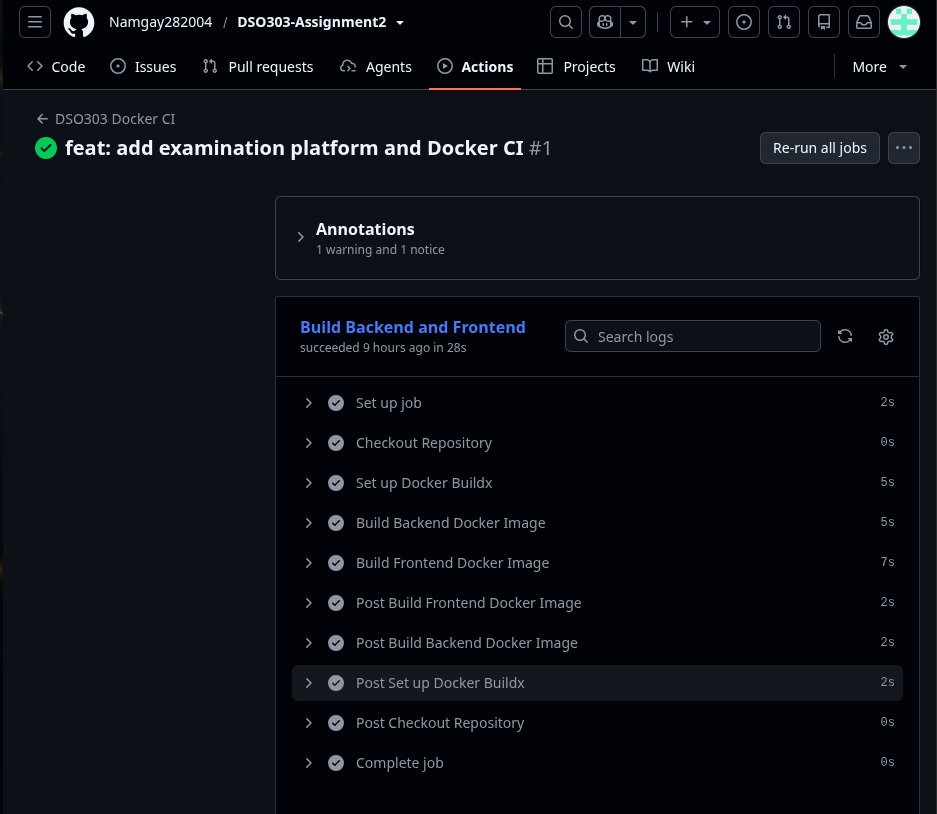 Namgay282004 / DSO303-Assignment2
Code Issues Pull requests Agents Actions Projects Wiki More
DSO303 Docker CI
feat: add examination platform and Docker CI #1
Re-run all jobs
Annotations
1 warning and 1 notice
Build Backend and Frontend
succeeded 9 hours ago in 28s
Search logs
Set up job 2s
Checkout Repository 0s
Set up Docker Buildx 5s
Build Backend Docker Image 5s
Build Frontend Docker Image 7s
Post Build Frontend Docker Image 2s
Post Build Backend Docker Image 2s
Post Set up Docker Buildx 2s
Post Checkout Repository 0s
Complete job 0s